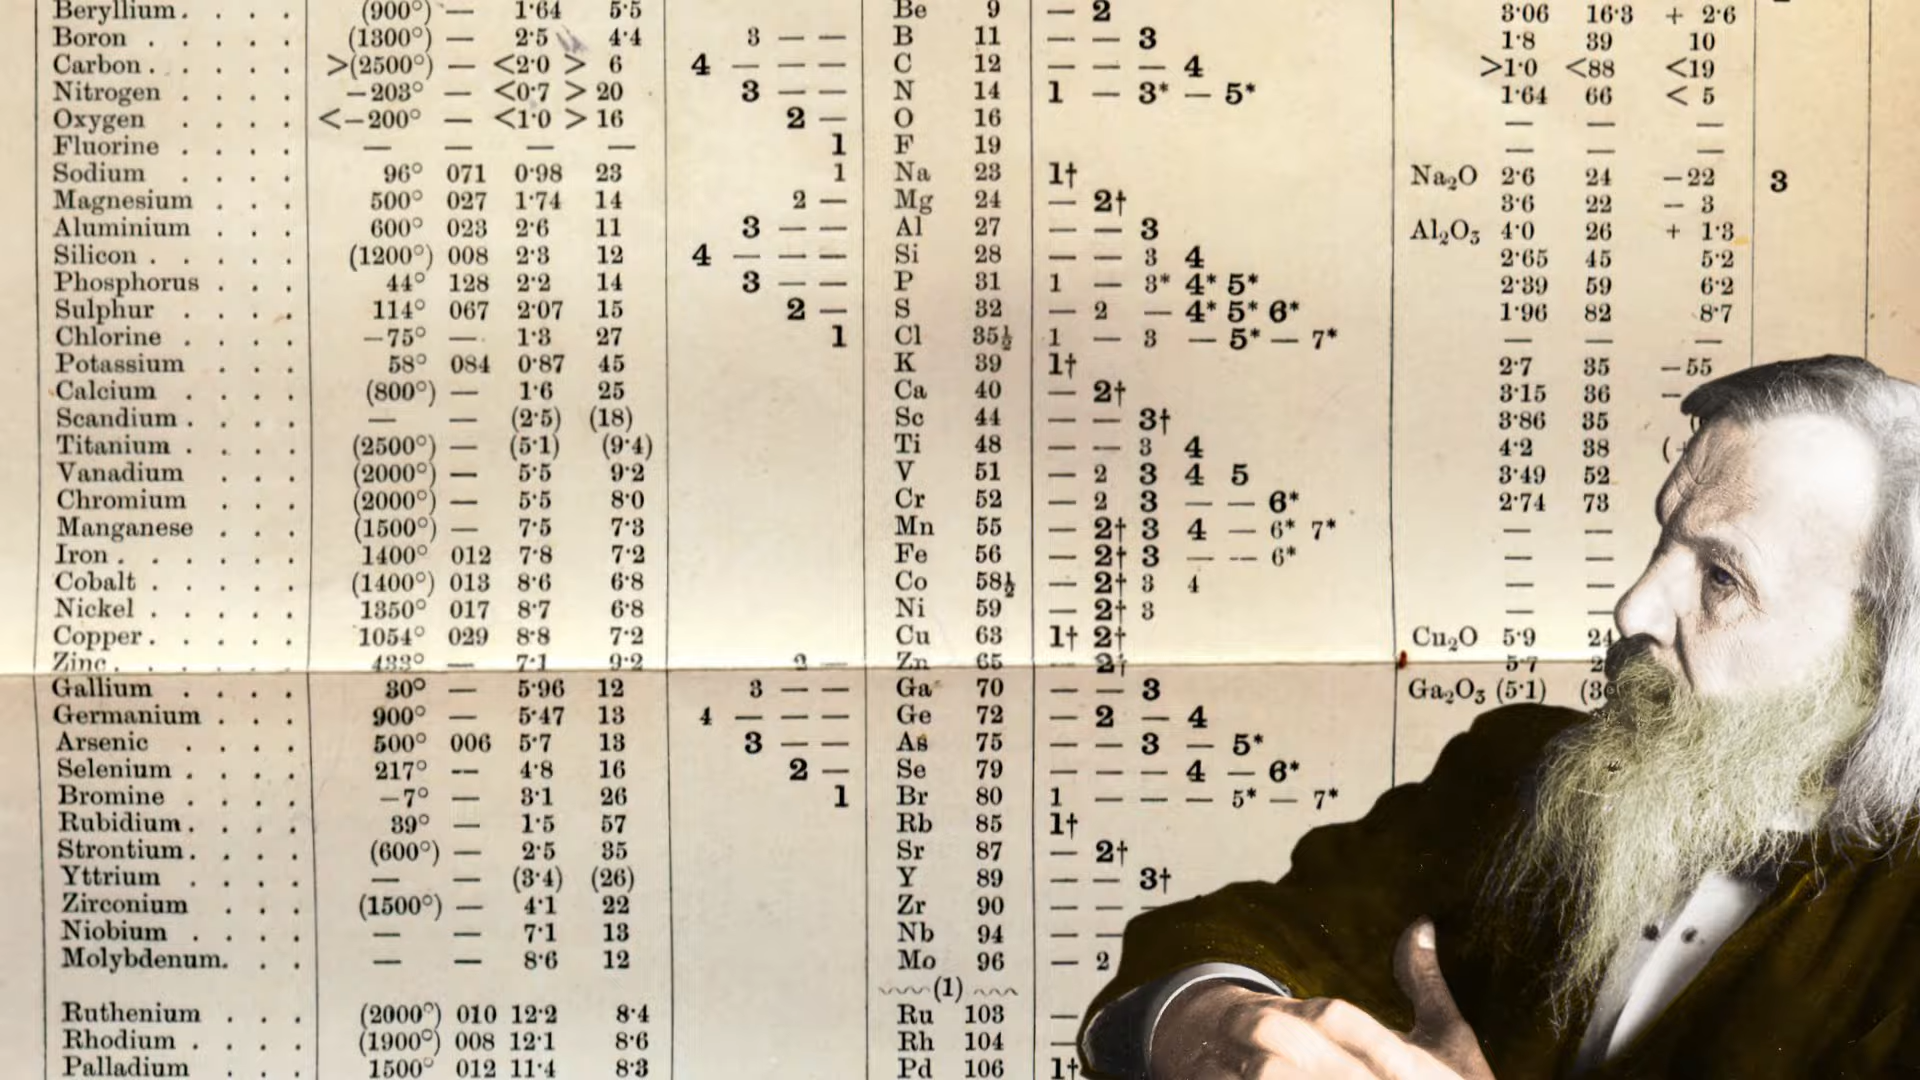 Beryllium . . . . (900°) — 1·64 5·5 Be 9 — 2 3·06 16·3 + 2·6
Boron . . . . . (1300°) — 2·5 4·4 3 — — B 11 — — 3 1·8 39 10
Carbon . . . . . >(2500°) — <2·0 > 6 4 — — — C 12 — — — 4 >1·0 <88 <19
Nitrogen . . . . —203° — <0·7 > 20 3 — — N 14 1 — 3* — 5* 1·64 66 < 5
Oxygen . . . . <—200° — <1·0 > 16 2 — O 16 — — —
Fluorine . . . . — — — — 1 F 19 — — —
Sodium . . . . 96° 071 0·98 23 1 Na 23 1† Na₂O 2·6 24 —22 3
Magnesium . . . 500° 027 1·74 14 2 — Mg 24 — 2† 3·6 22 — 3
Aluminium . . . 600° 023 2·6 11 3 — — Al 27 — — 3 Al₂O₃ 4·0 26 + 1·3
Silicon . . . . . (1200°) 008 2·3 12 4 — — — Si 28 — — 3 4 2·65 45 5·2
Phosphorus . . . 44° 128 2·2 14 3 — — P 31 1 — 3* 4* 5* 2·39 59 6·2
Sulphur . . . . 114° 067 2·07 15 2 — S 32 — 2 — 4* 5* 6* 1·96 82 8·7
Chlorine . . . . —75° — 1·3 27 1 Cl 35½ 1 — 3 — 5* — 7* — — —
Potassium . . . 58° 084 0·87 45 K 39 1† 2·7 35 —55
Calcium . . . . (800°) — 1·6 25 Ca 40 — 2† 3·15 36 —
Scandium . . . . — — (2·5) (18) Sc 44 — — 3† 3·86 35
Titanium . . . . (2500°) — (5·1) (9·4) Ti 48 — — 3 4 4·2 38
Vanadium . . . (2000°) — 5·5 9·2 V 51 — 2 3 4 5 3·49 52
Chromium . . . (2000°) — 5·5 8·0 Cr 52 — 2 3 — — 6* 2·74 73
Manganese . . . (1500°) — 7·5 7·3 Mn 55 — 2† 3 4 — 6* 7* — —
Iron . . . . . . 1400° 012 7·8 7·2 Fe 56 — 2† 3 — — 6* — —
Cobalt . . . . . (1400°) 013 8·6 6·8 Co 58½ — 2† 3 4 — —
Nickel . . . . . 1350° 017 8·7 6·8 Ni 59 — 2† 3 — —
Copper . . . . . 1054° 029 8·8 7·2 Cu 63 1† 2† Cu₂O 5·9 24
Zinc . . . . . . 433° — 7·1 9·2 2 — Zn 65 — 2† 5·7
Gallium . . . . 30° — 5·96 12 3 — — Ga 70 — — 3 Ga₂O₃ (5·1)
Germanium . . . 900° — 5·47 13 4 — — — Ge 72 — 2 — 4
Arsenic . . . . 500° 006 5·7 13 3 — — As 75 — — 3 — 5*
Selenium . . . . 217° — 4·8 16 2 — Se 79 — — — 4 — 6*
Bromine . . . . —7° — 3·1 26 1 Br 80 1 — — — 5* — 7*
Rubidium . . . . 39° — 1·5 57 Rb 85 1†
Strontium . . . . (600°) — 2·5 35 Sr 87 — 2†
Yttrium . . . . — — (3·4) (26) Y 89 — — 3†
Zirconium . . . (1500°) — 4·1 22 Zr 90 — —
Niobium . . . . — — 7·1 13 Nb 94 — —
Molybdenum. . . — — 8·6 12 Mo 96 — 2
(1)
Ruthenium . . . (2000°) 010 12·2 8·4 Ru 103 —
Rhodium . . . . (1900°) 008 12·1 8·6 Rh 104 —
Palladium . . . 1500° 012 11·4 8·3 Pd 106 1†